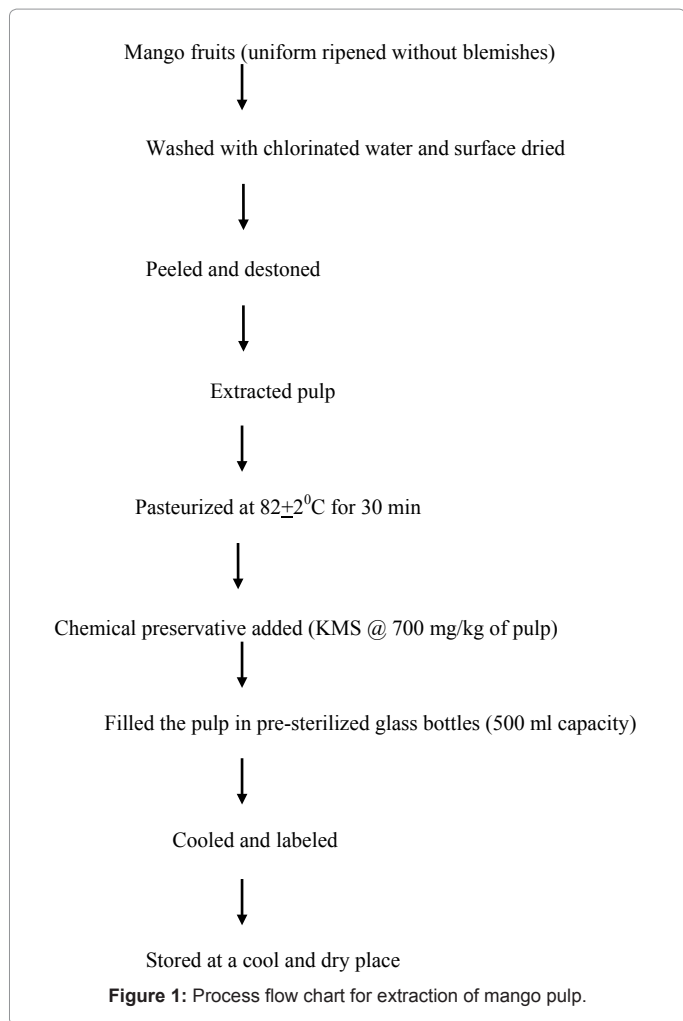 Mango fruits (uniform ripened without blemishes)
Washed with chlorinated water and surface dried
Peeled and destoned
Extracted pulp
Pasteurized at 82±2⁰C for 30 min
Chemical preservative added (KMS @ 700 mg/kg of pulp)
Filled the pulp in pre-sterilized glass bottles (500 ml capacity)
Cooled and labeled
Stored at a cool and dry place
Figure 1: Process flow chart for extraction of mango pulp.